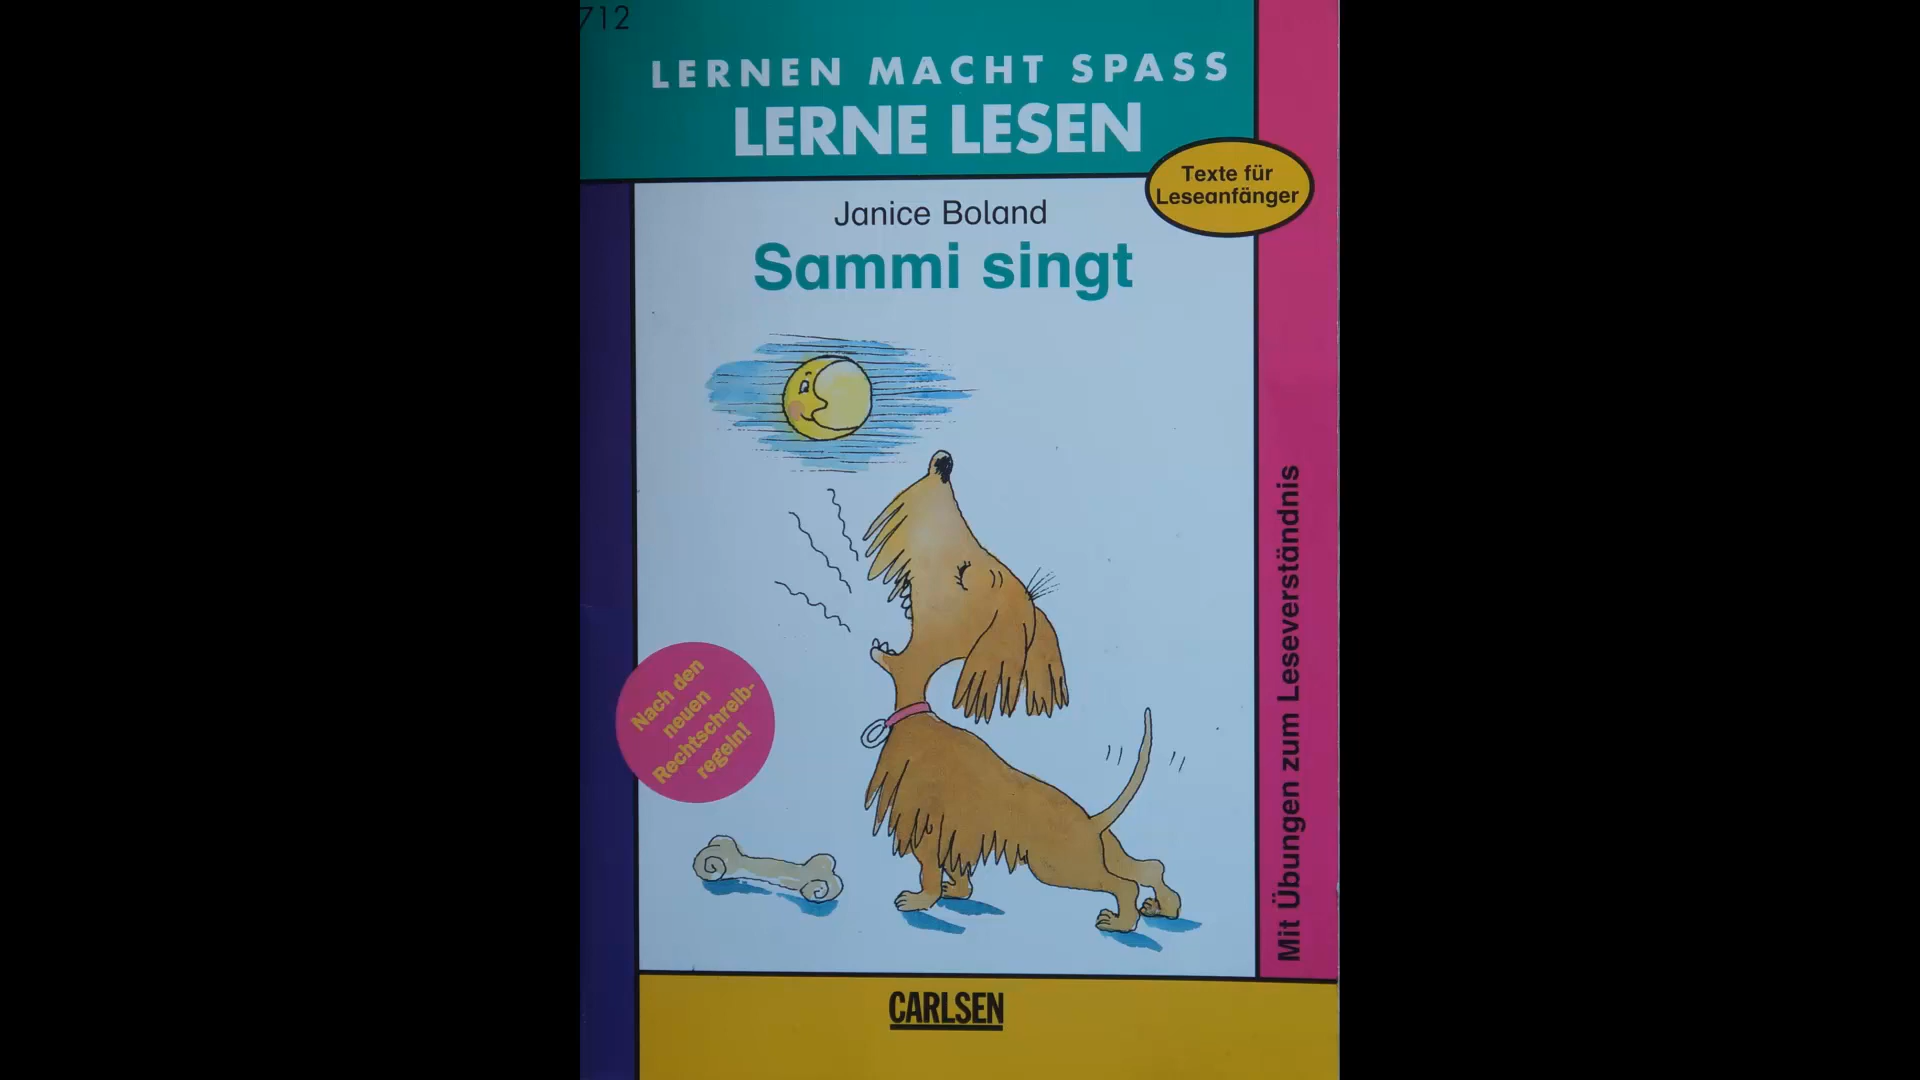 712
LERNEN MACHT SPASS
LERNE LESEN
Texte für
Leseanfänger
Janice Boland
Sammi singt
Nach den
neuen
Rechtschreib-
regeln!
Mit Übungen zum Leseverständnis
CARLSEN